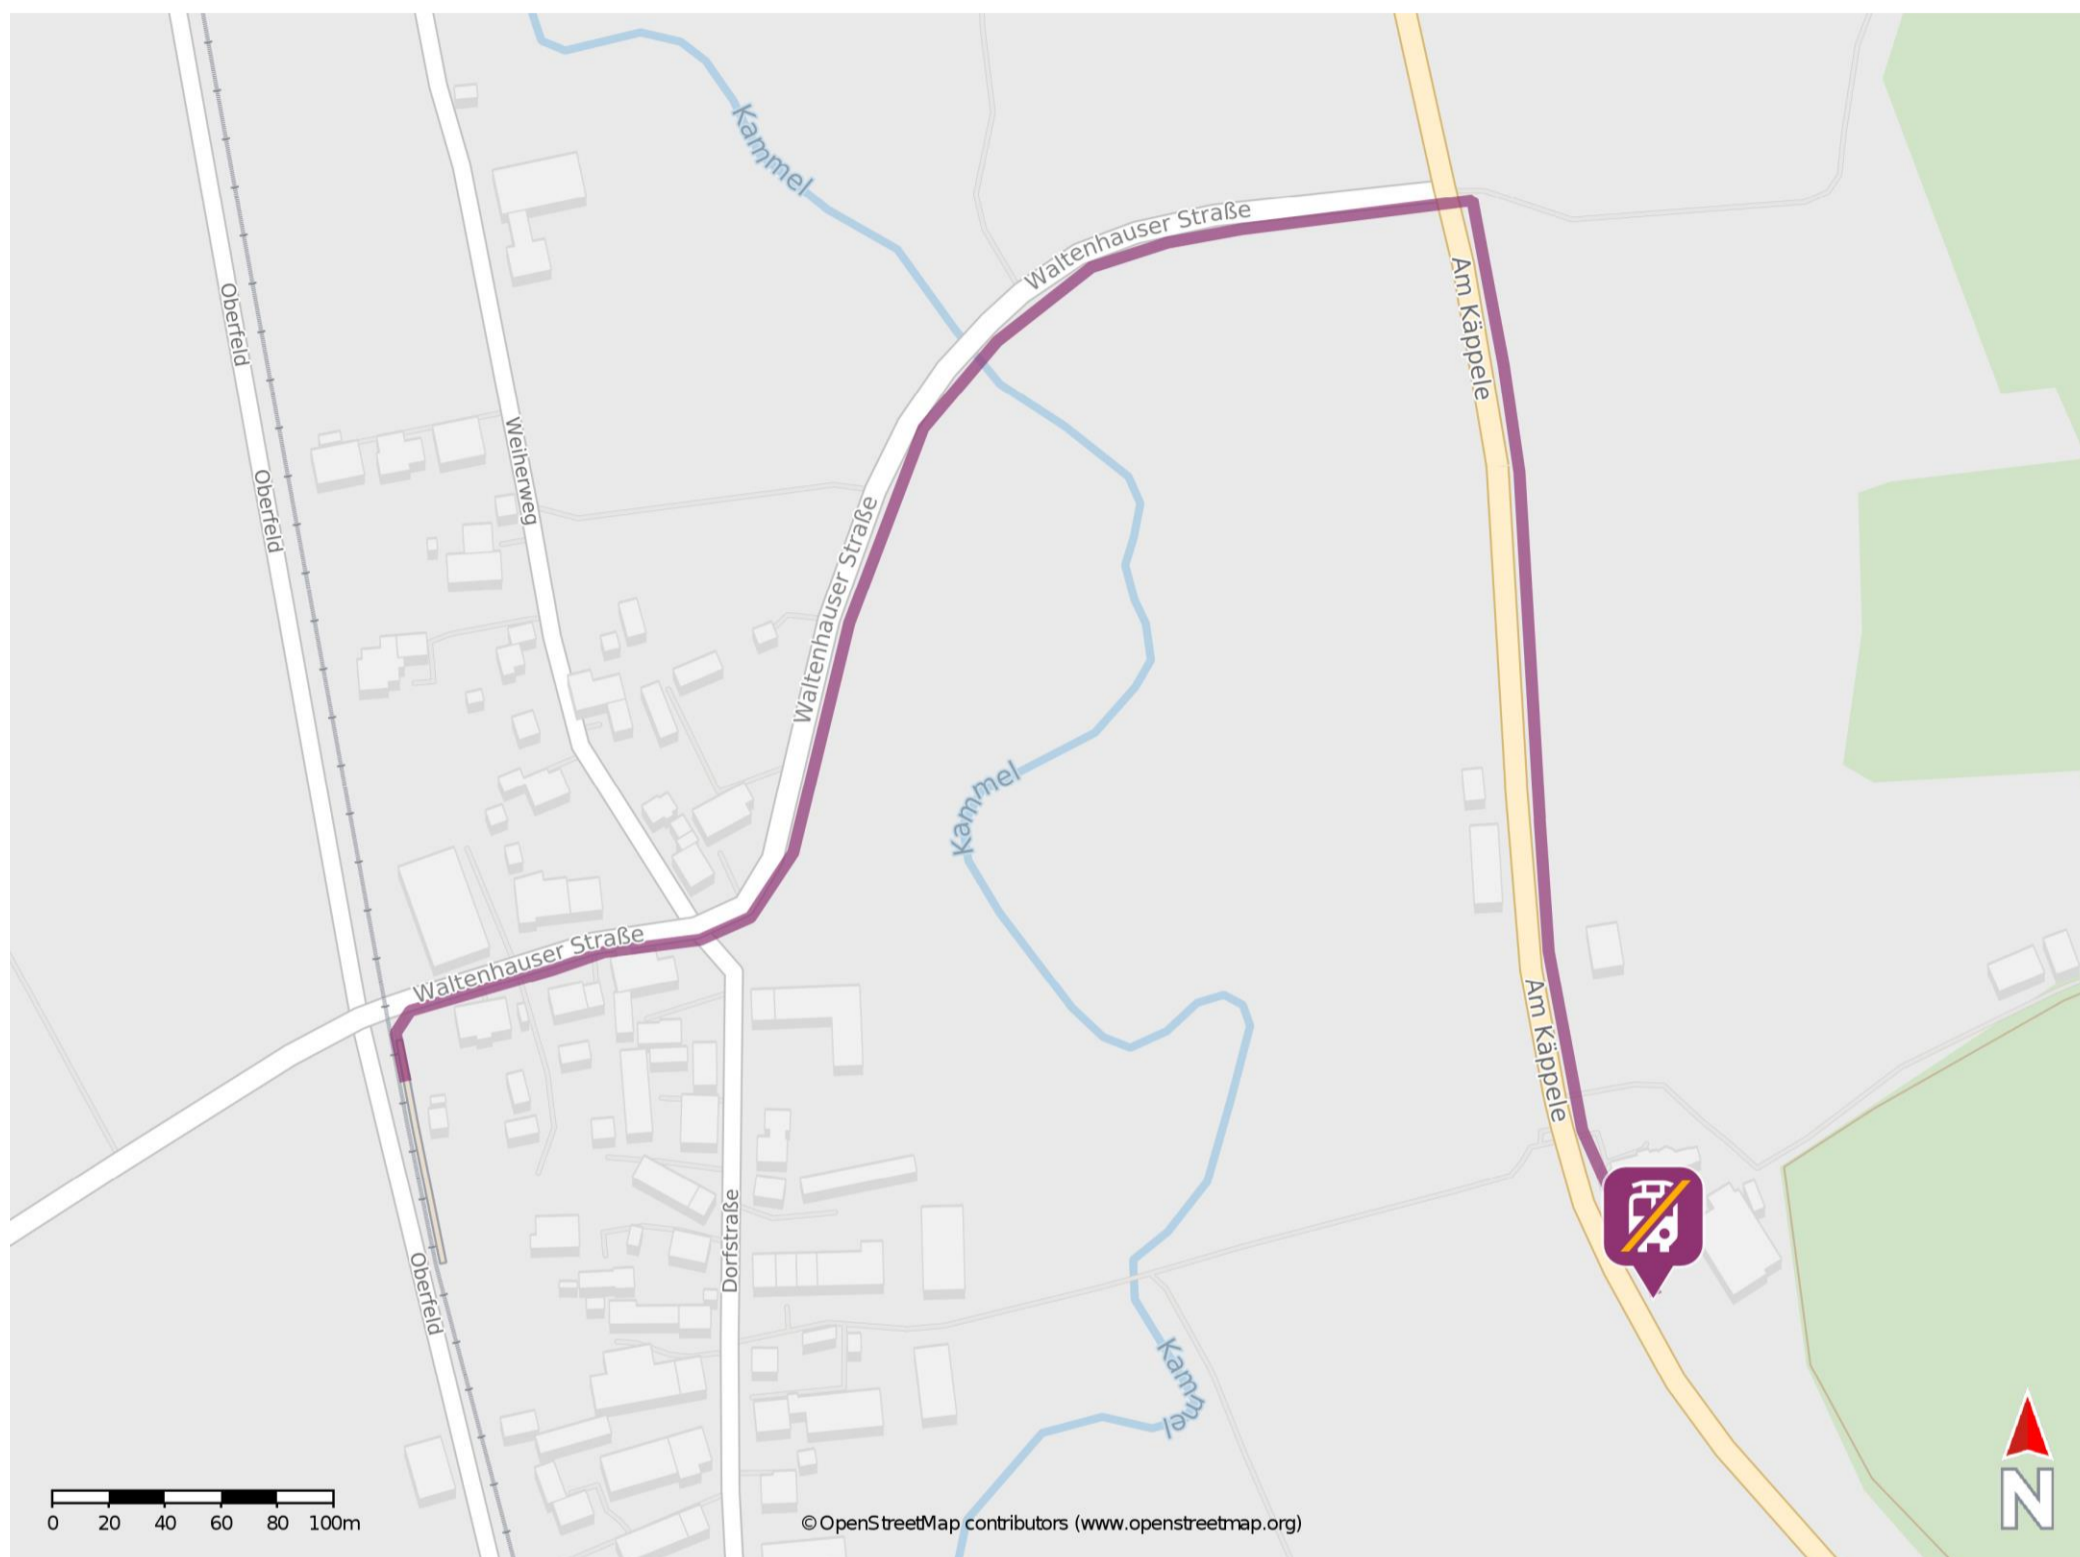 Kammel
Waltenhauser Straße
Oberfeld
Am Käppele
Weiherweg
Oberfeld
Waltenhauser Straße
Kammel
Waltenhauser Straße
Am Käppele
Dorfstraße
Oberfeld
Kammel
0 20 40 60 80 100m
© OpenStreetMap contributors (www.openstreetmap.org)
N